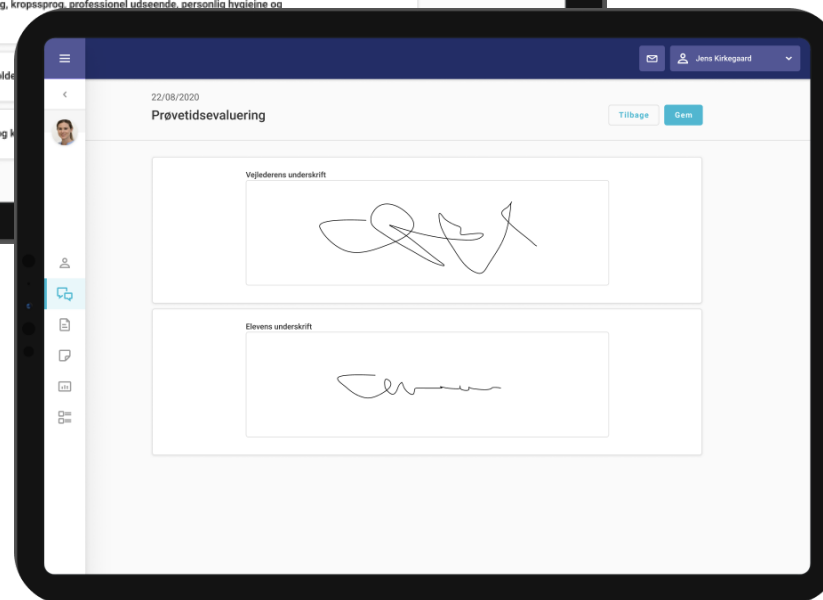 kropssprog, professionel udseende, personlig hygiejne og
Jens Kirkegaard
22/08/2020
Prøvetidsevaluering
Tilbage
Gem
Vejlederens underskrift
Elevens underskrift